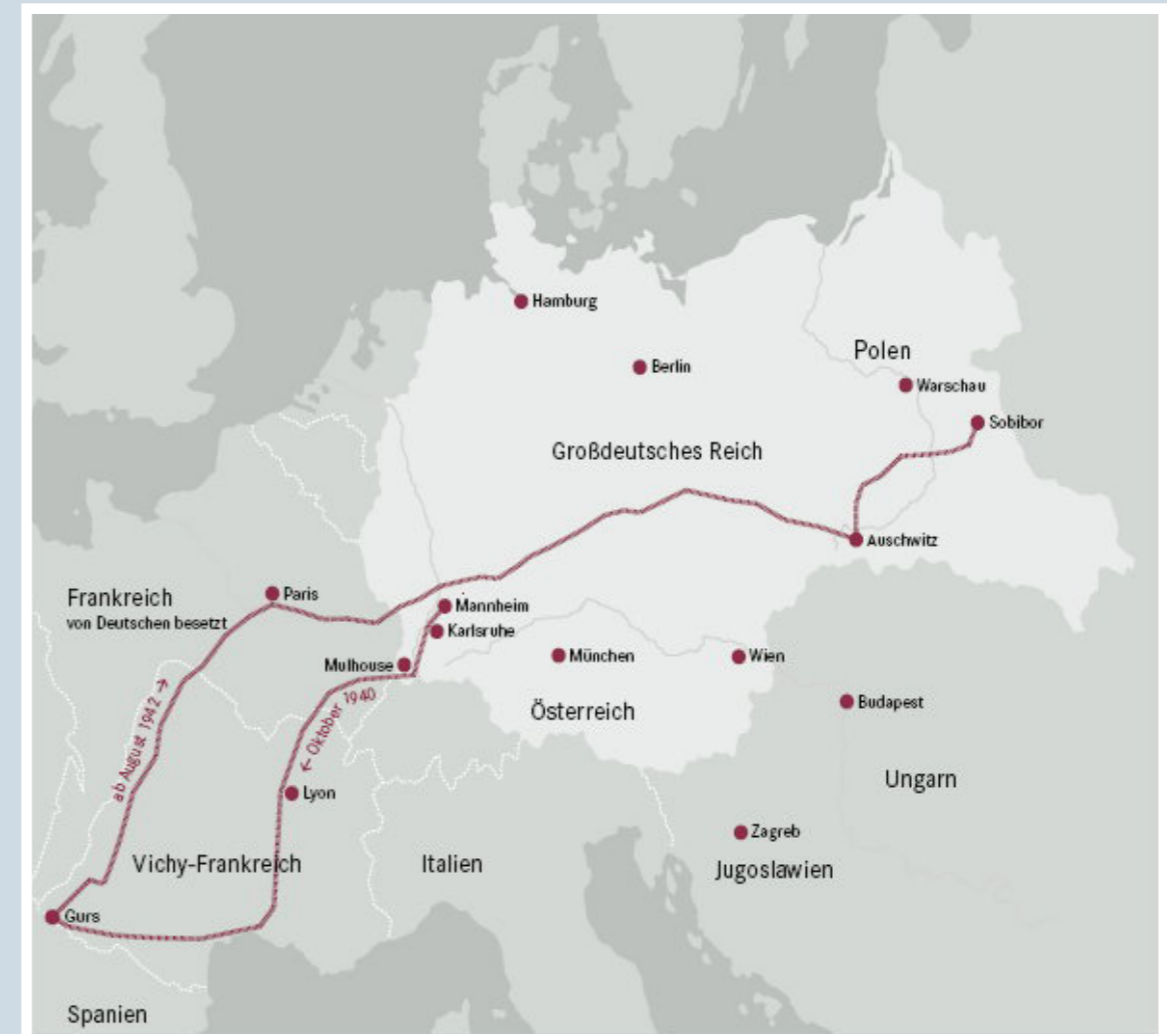 Hamburg
Berlin
Polen
Warschau
Sobibor
Großdeutsches Reich
Auschwitz
Frankreich
von Deutschen besetzt
Paris
Mannheim
Karlsruhe
Mulhouse
München
Wien
ab August 1942 →
← Oktober 1940
Österreich
Budapest
Ungarn
Lyon
Zagreb
Jugoslawien
Vichy-Frankreich
Italien
Gurs
Spanien